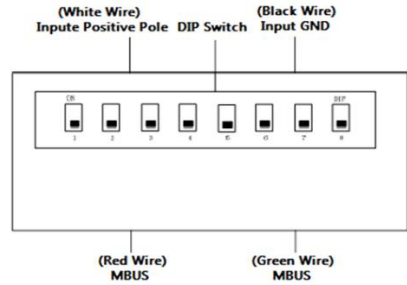 (White Wire)
Inpute Positive Pole
DIP Switch
(Black Wire)
Input GND
ON
DIP
1 2 3 4 5 6 7 8
(Red Wire)
MBUS
(Green Wire)
MBUS